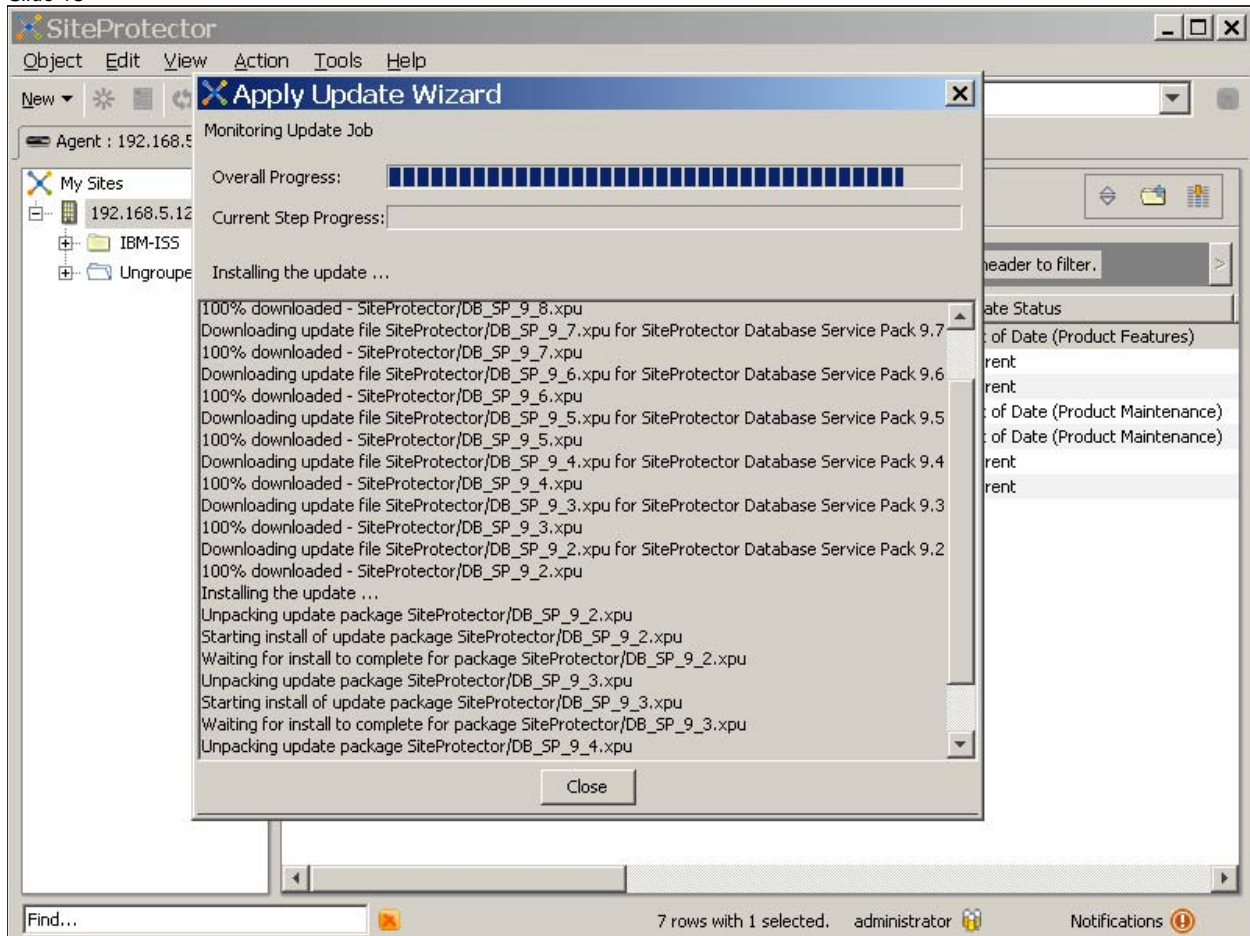 SiteProtector
Object Edit View Action Tools Help
New
Agent : 192.168.5
My Sites
192.168.5.12
IBM-ISS
Ungroupe
Apply Update Wizard
Monitoring Update Job
Overall Progress:
Current Step Progress:
Installing the update ...
100% downloaded - SiteProtector/DB_SP_9_8.xpu
Downloading update file SiteProtector/DB_SP_9_7.xpu for SiteProtector Database Service Pack 9.7
100% downloaded - SiteProtector/DB_SP_9_7.xpu
Downloading update file SiteProtector/DB_SP_9_6.xpu for SiteProtector Database Service Pack 9.6
100% downloaded - SiteProtector/DB_SP_9_6.xpu
Downloading update file SiteProtector/DB_SP_9_5.xpu for SiteProtector Database Service Pack 9.5
100% downloaded - SiteProtector/DB_SP_9_5.xpu
Downloading update file SiteProtector/DB_SP_9_4.xpu for SiteProtector Database Service Pack 9.4
100% downloaded - SiteProtector/DB_SP_9_4.xpu
Downloading update file SiteProtector/DB_SP_9_3.xpu for SiteProtector Database Service Pack 9.3
100% downloaded - SiteProtector/DB_SP_9_3.xpu
Downloading update file SiteProtector/DB_SP_9_2.xpu for SiteProtector Database Service Pack 9.2
100% downloaded - SiteProtector/DB_SP_9_2.xpu
Installing the update ...
Unpacking update package SiteProtector/DB_SP_9_2.xpu
Starting install of update package SiteProtector/DB_SP_9_2.xpu
Waiting for install to complete for package SiteProtector/DB_SP_9_2.xpu
Unpacking update package SiteProtector/DB_SP_9_3.xpu
Starting install of update package SiteProtector/DB_SP_9_3.xpu
Waiting for install to complete for package SiteProtector/DB_SP_9_3.xpu
Unpacking update package SiteProtector/DB_SP_9_4.xpu
Close
header to filter.
ate Status
of Date (Product Features)
rent
rent
of Date (Product Maintenance)
of Date (Product Maintenance)
rent
rent
Find...
7 rows with 1 selected.
administrator
Notifications